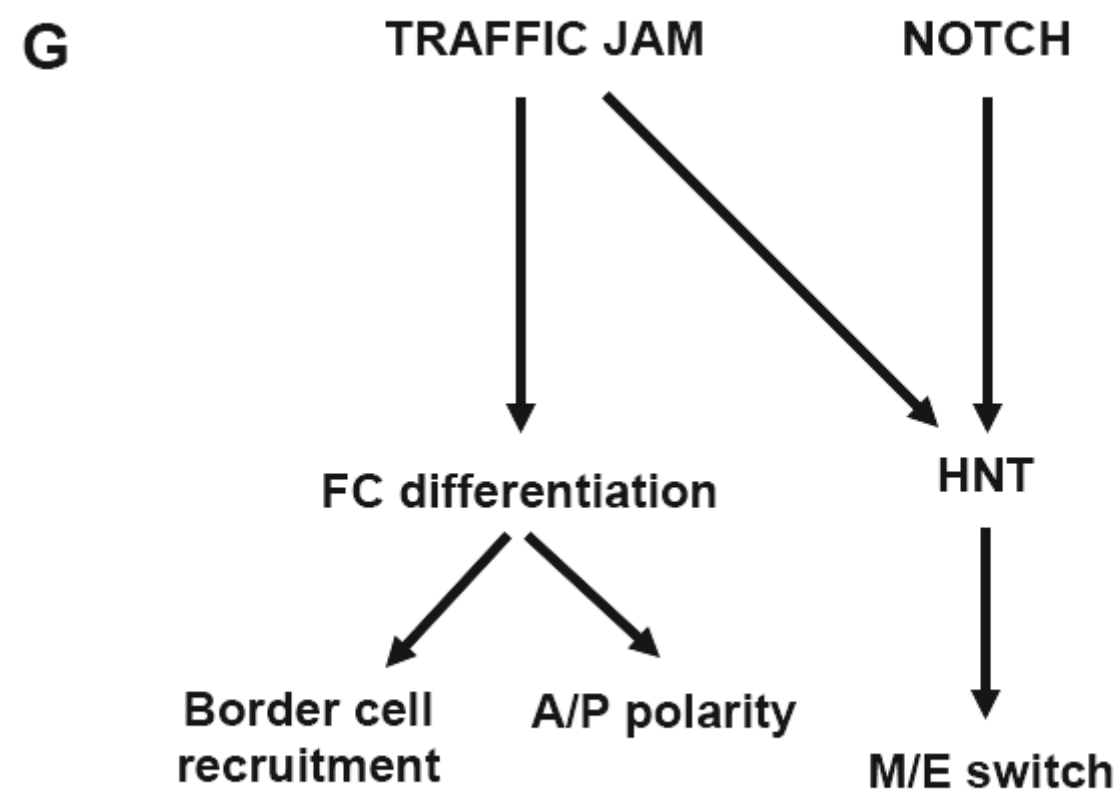 G
TRAFFIC JAM
NOTCH
FC differentiation
HNT
Border cell
recruitment
A/P polarity
M/E switch